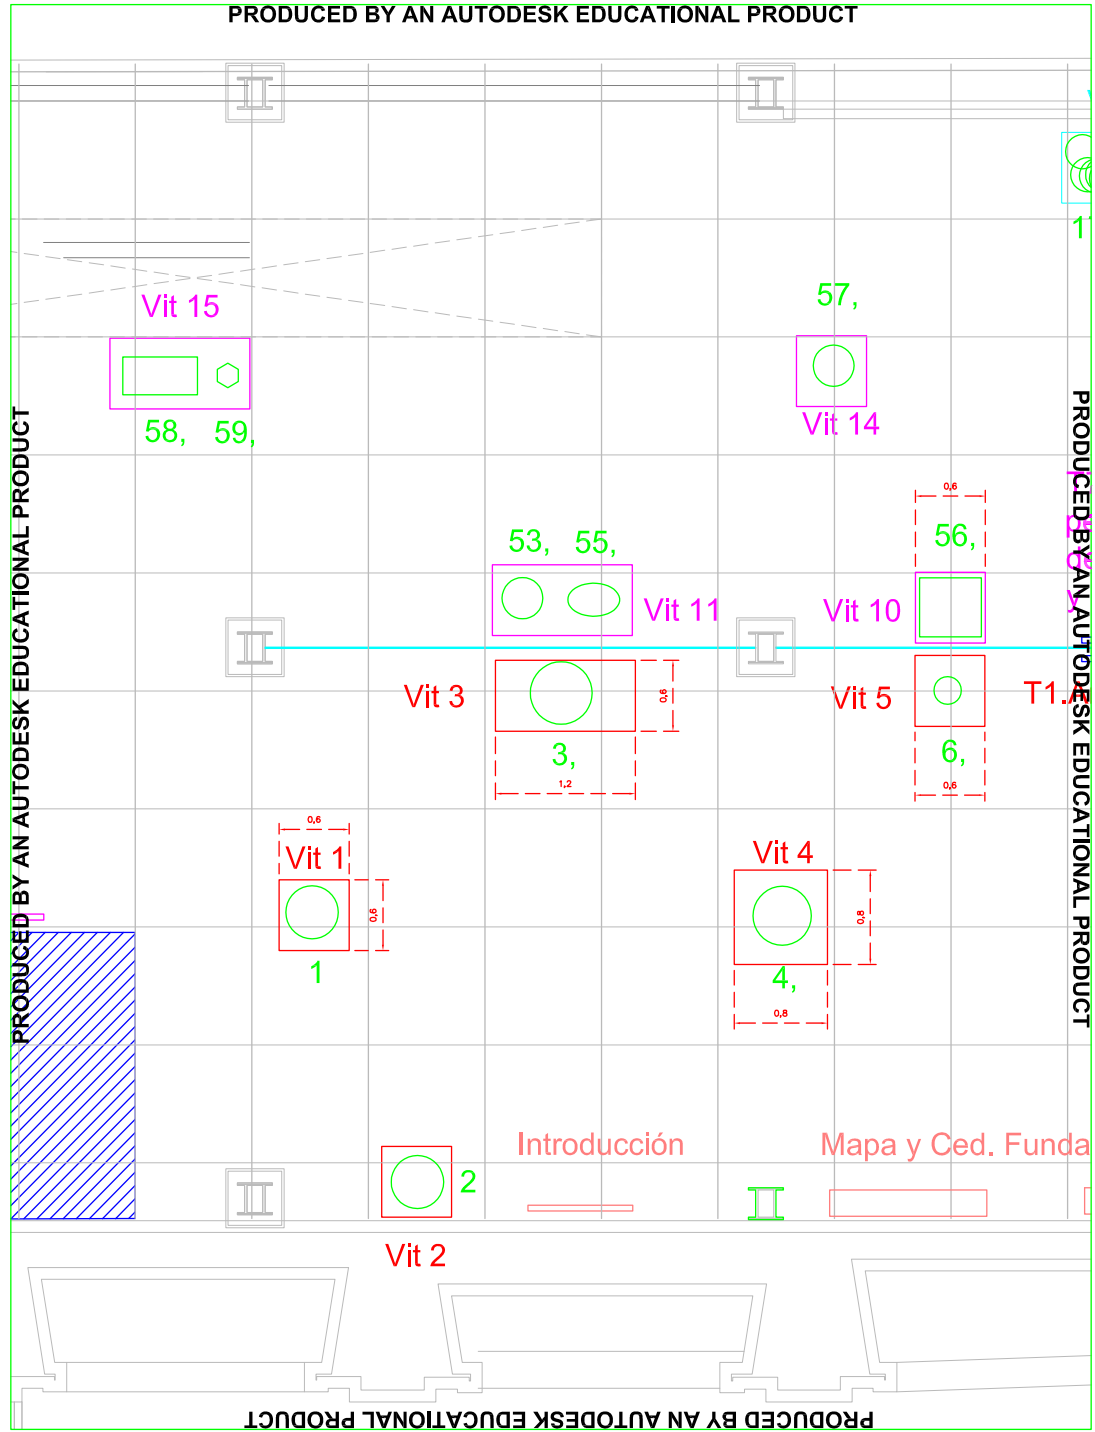 PRODUCED BY AN AUTODESK EDUCATIONAL PRODUCT
Vit 15
57,
58, 59,
Vit 14
PRODUCED BY AN AUTODESK EDUCATIONAL PRODUCT
PRODUCED BY AN AUTODESK EDUCATIONAL PRODUCT
0,6
53, 55,
56,
Vit 11
Vit 10
Vit 3
0,6
Vit 5
T1.A
3,
6,
1,2
0,6
0,6
Vit 1
Vit 4
0,6
0,8
1
4,
0,8
Introducción
Mapa y Ced. Funda
2
Vit 2
PRODUCED BY AN AUTODESK EDUCATIONAL PRODUCT